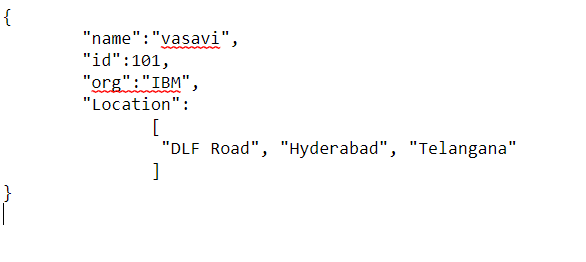 {
"name":"vasavi",
"id":101,
"org":"IBM",
"Location":
[
"DLF Road", "Hyderabad", "Telangana"
]
}